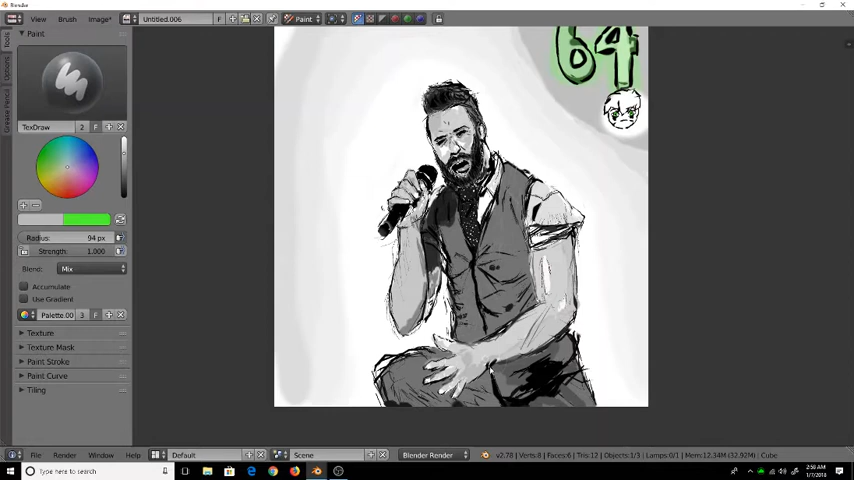 Blender
View Brush Image* Untitled.006 F Paint
Tools
Options
Grease Pencil
Paint
TexDraw 2 F
Radius: 94 px
Strength: 1.000
Blend: Mix
Accumulate
Use Gradient
Palette.00 3 F
Texture
Texture Mask
Paint Stroke
Paint Curve
Tiling
64
File Render Window Help Default Scene Blender Render v2.78 | Verts:8 | Faces:6 | Tris:12 | Objects:1/3 | Lamps:0/1 | Mem:12.34M (32.92M) | Cube
Type here to search
2:59 AM
1/7/2018